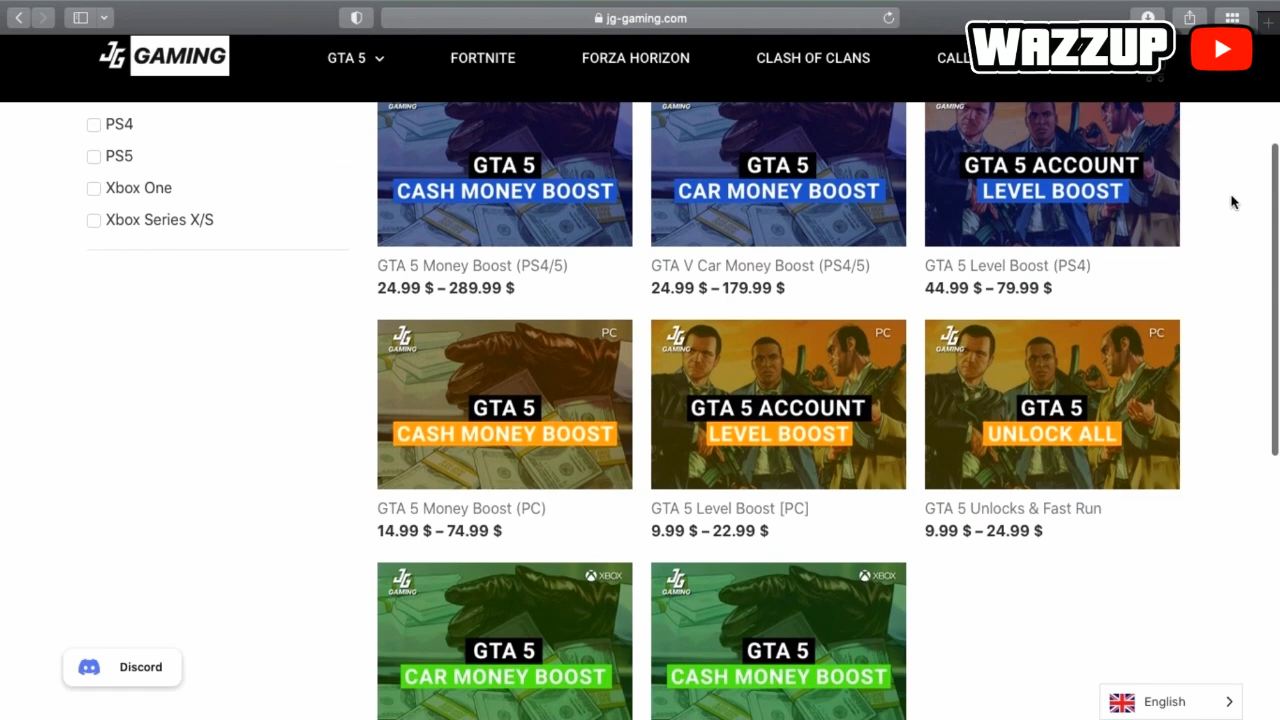 jg-gaming.com
WAZZUP
JG GAMING
GTA 5
FORTNITE
FORZA HORIZON
CLASH OF CLANS
CALL
PS4
PS5
Xbox One
Xbox Series X/S
GAMING
GTA 5
CASH MONEY BOOST
GTA 5 Money Boost (PS4/5)
24.99 $ – 289.99 $
GTA 5
CAR MONEY BOOST
GTA V Car Money Boost (PS4/5)
24.99 $ – 179.99 $
GAMING
GTA 5 ACCOUNT
LEVEL BOOST
GTA 5 Level Boost (PS4)
44.99 $ – 79.99 $
JG
GAMING
PC
GTA 5
CASH MONEY BOOST
GTA 5 Money Boost (PC)
14.99 $ – 74.99 $
JG
GAMING
PC
GTA 5 ACCOUNT
LEVEL BOOST
GTA 5 Level Boost [PC]
9.99 $ – 22.99 $
JG
GAMING
PC
GTA 5
UNLOCK ALL
GTA 5 Unlocks & Fast Run
9.99 $ – 24.99 $
JG
GAMING
XBOX
GTA 5
CAR MONEY BOOST
JG
GAMING
XBOX
GTA 5
CASH MONEY BOOST
Discord
English